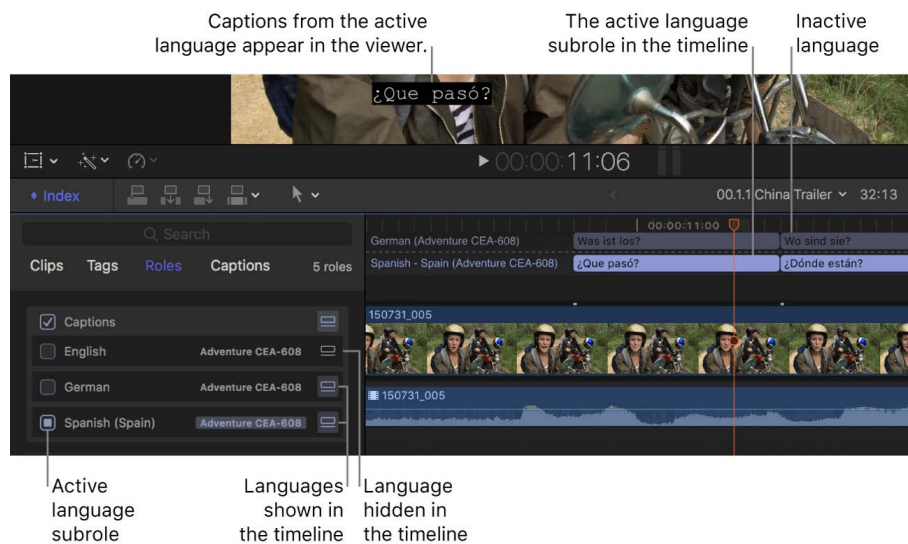 Captions from the active
language appear in the viewer.
The active language
subrole in the timeline
Inactive
language
¿Que pasó?
00:00:11:06
Index
00.1.1 China Trailer
32:13
Search
Clips
Tags
Roles
Captions
5 roles
00:00:11:00
German (Adventure CEA-608)
Was ist los?
Wo sind sie?
Spanish - Spain (Adventure CEA-608)
¿Que pasó?
¿Dónde están?
Captions
English
Adventure CEA-608
German
Adventure CEA-608
Spanish (Spain)
Adventure CEA-608
150731_005
150731_005
Active
language
subrole
Languages
shown in
the timeline
Language
hidden in
the timeline